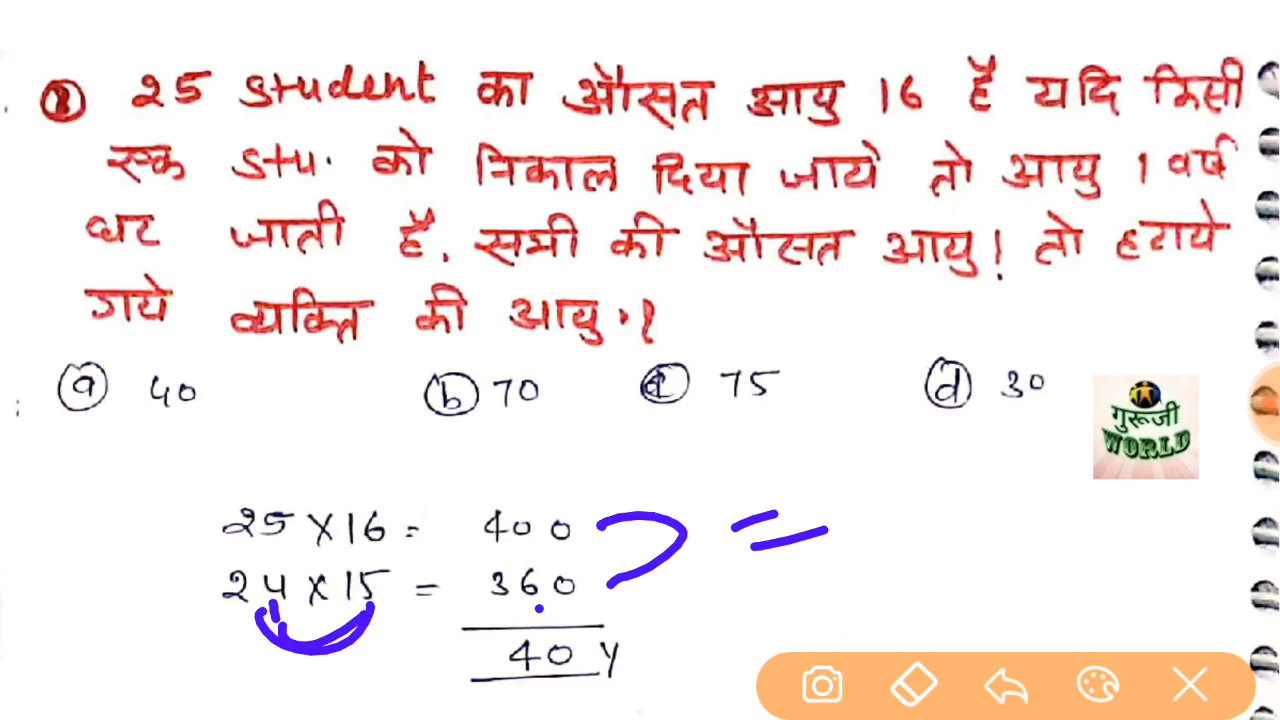 ② 25 student का औसत आयु 16 है यदि किसी
एक stu. को निकाल दिया जाये तो आयु 1 वर्ष
घट जाती है. सभी की औसत आयु! तो हटाये
गये व्यक्ति की आयु.?
ⓐ 40 ⓑ 70 ⓒ 75 ⓓ 30
गुरूजी
WORLD
25 X 16 = 400
24 X 15 = 360
40 y